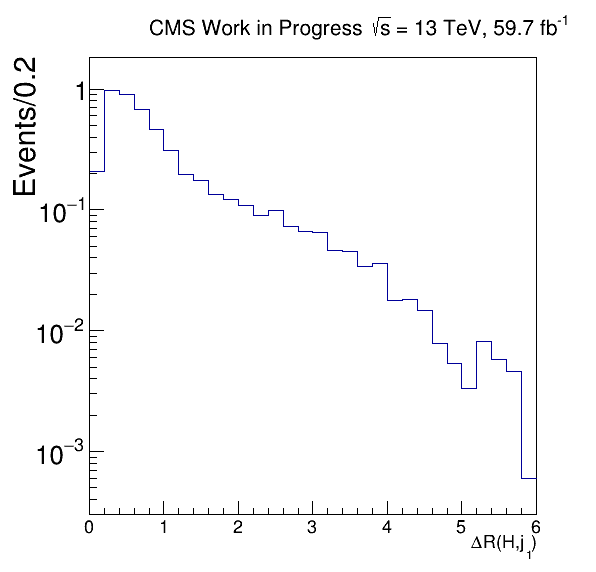 CMS Work in Progress √s = 13 TeV, 59.7 fb⁻¹
Events/0.2
1
10⁻¹
10⁻²
10⁻³
0 1 2 3 4 5 6
ΔR(H,j₁)